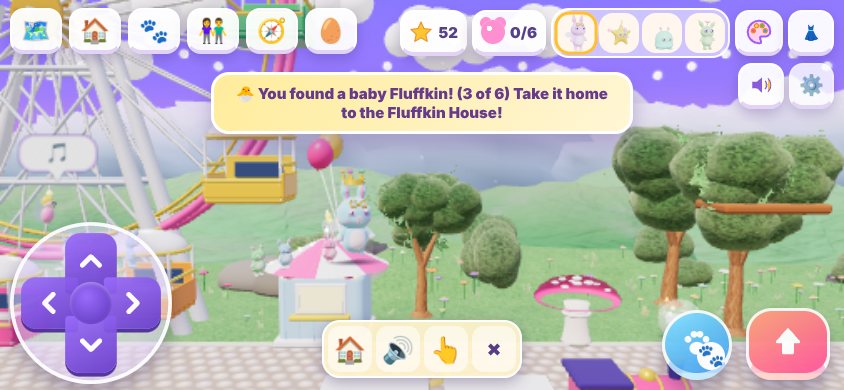 52
0/6
🐣 You found a baby Fluffkin! (3 of 6) Take it home
to the Fluffkin House!